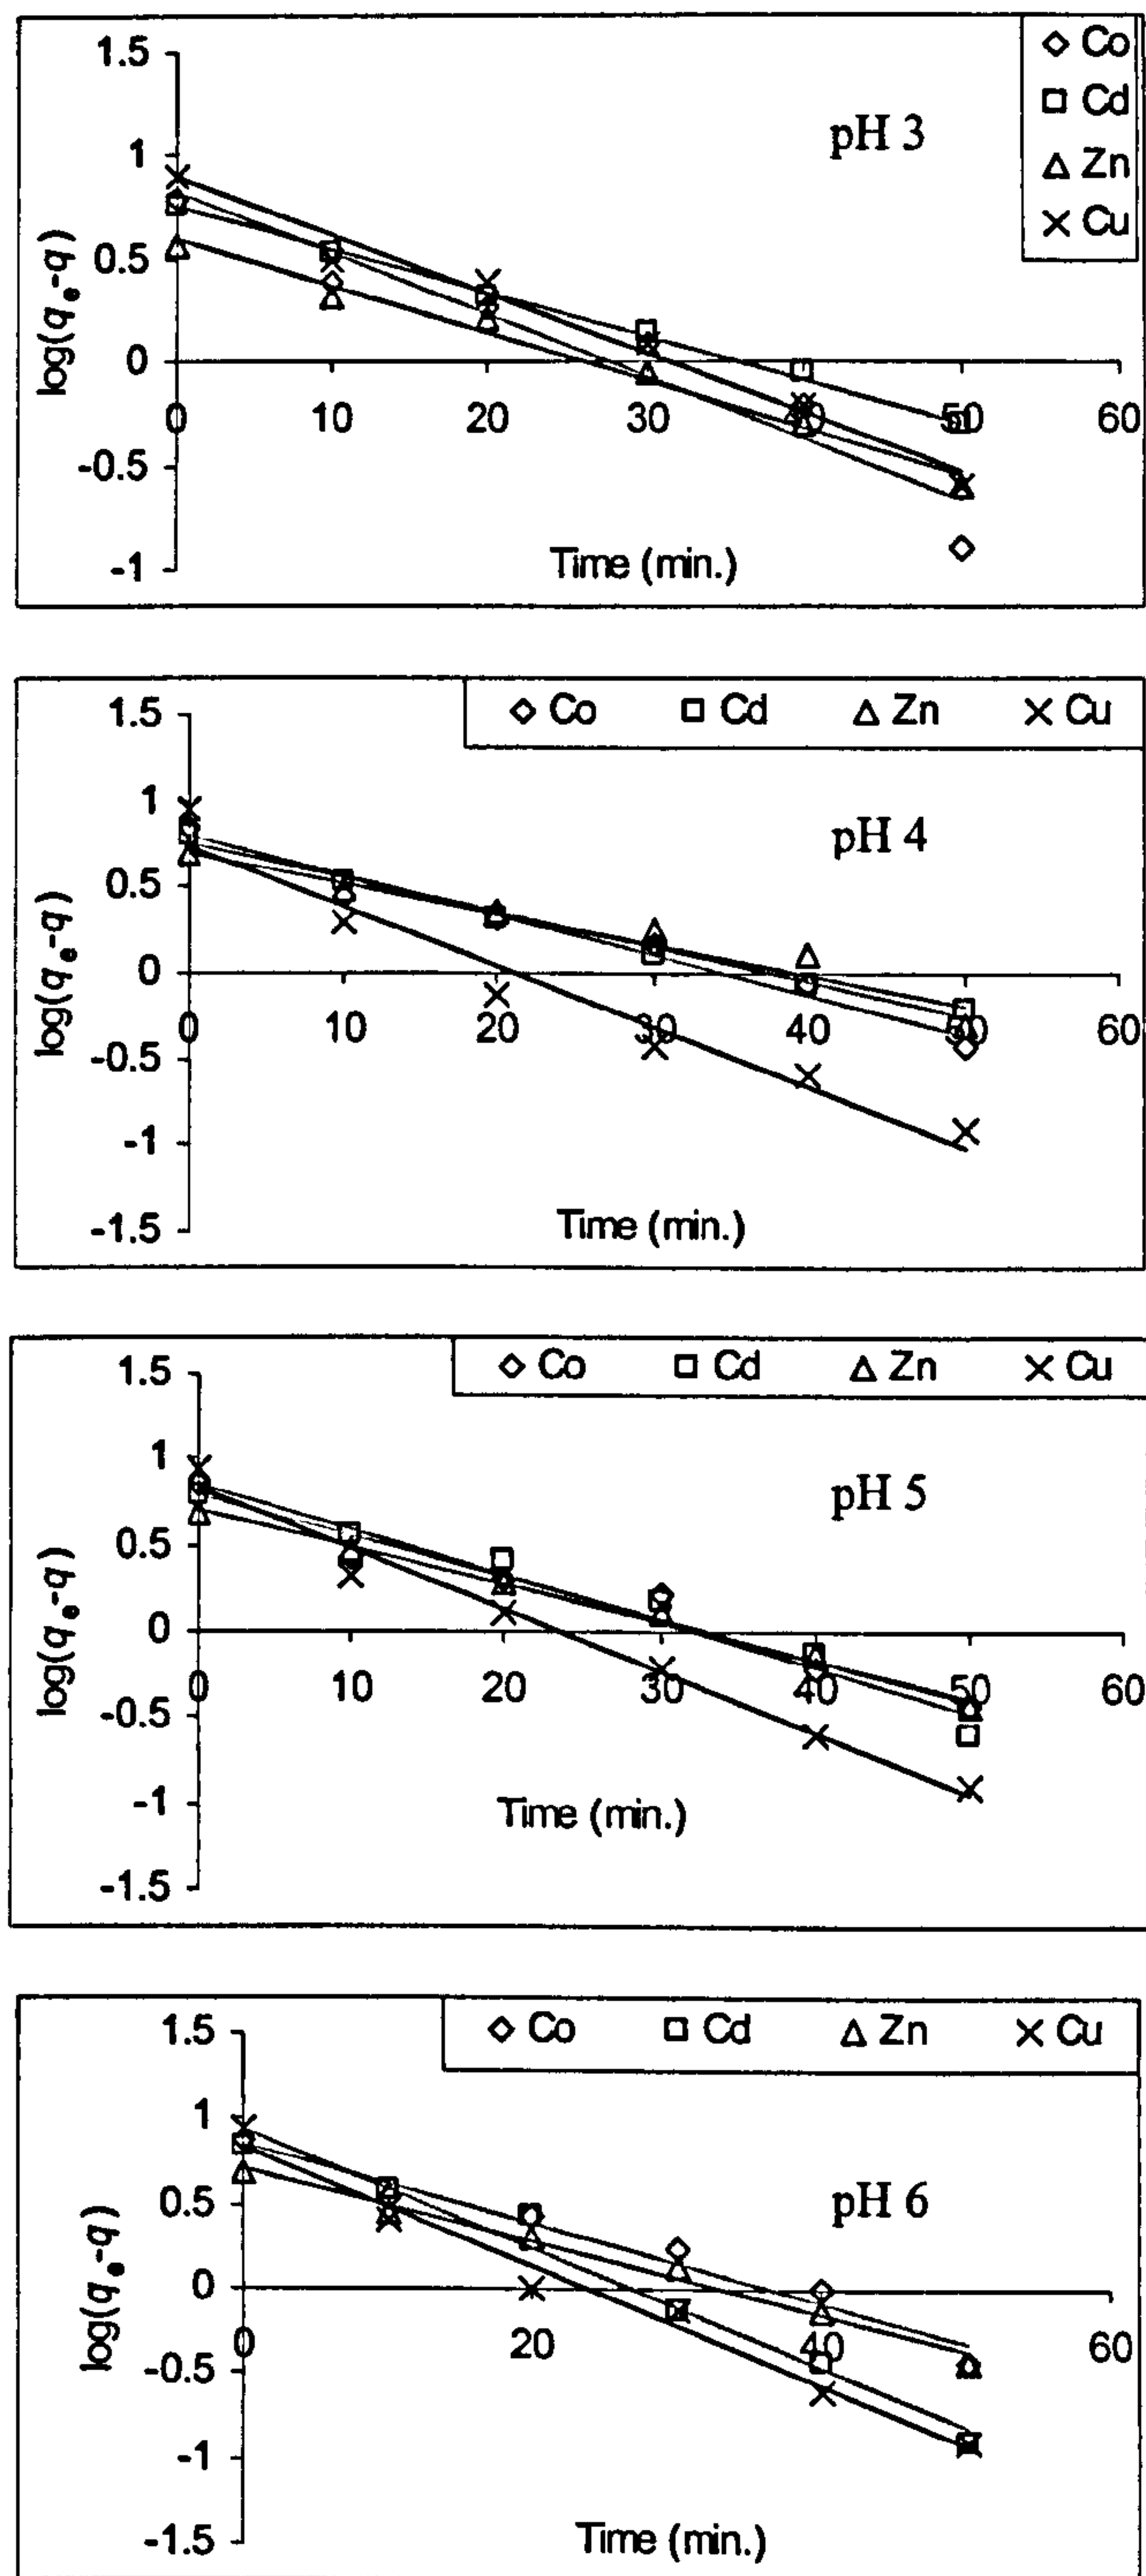 1.5
1
0.5
0
-0.5
-1
log(qe-q)
0 10 20 30 40 50 60
Time (min.)
pH 3
Co
Cd
Zn
Cu
Co Cd Zn Cu
1.5
1
0.5
0
-0.5
-1
-1.5
log(qe-q)
0 10 20 30 40 50 60
Time (min.)
pH 4
Co Cd Zn Cu
1.5
1
0.5
0
-0.5
-1
-1.5
log(qe-q)
0 10 20 30 40 50 60
Time (min.)
pH 5
Co Cd Zn Cu
1.5
1
0.5
0
-0.5
-1
-1.5
log(qe-q)
0 20 40 60
Time (min.)
pH 6